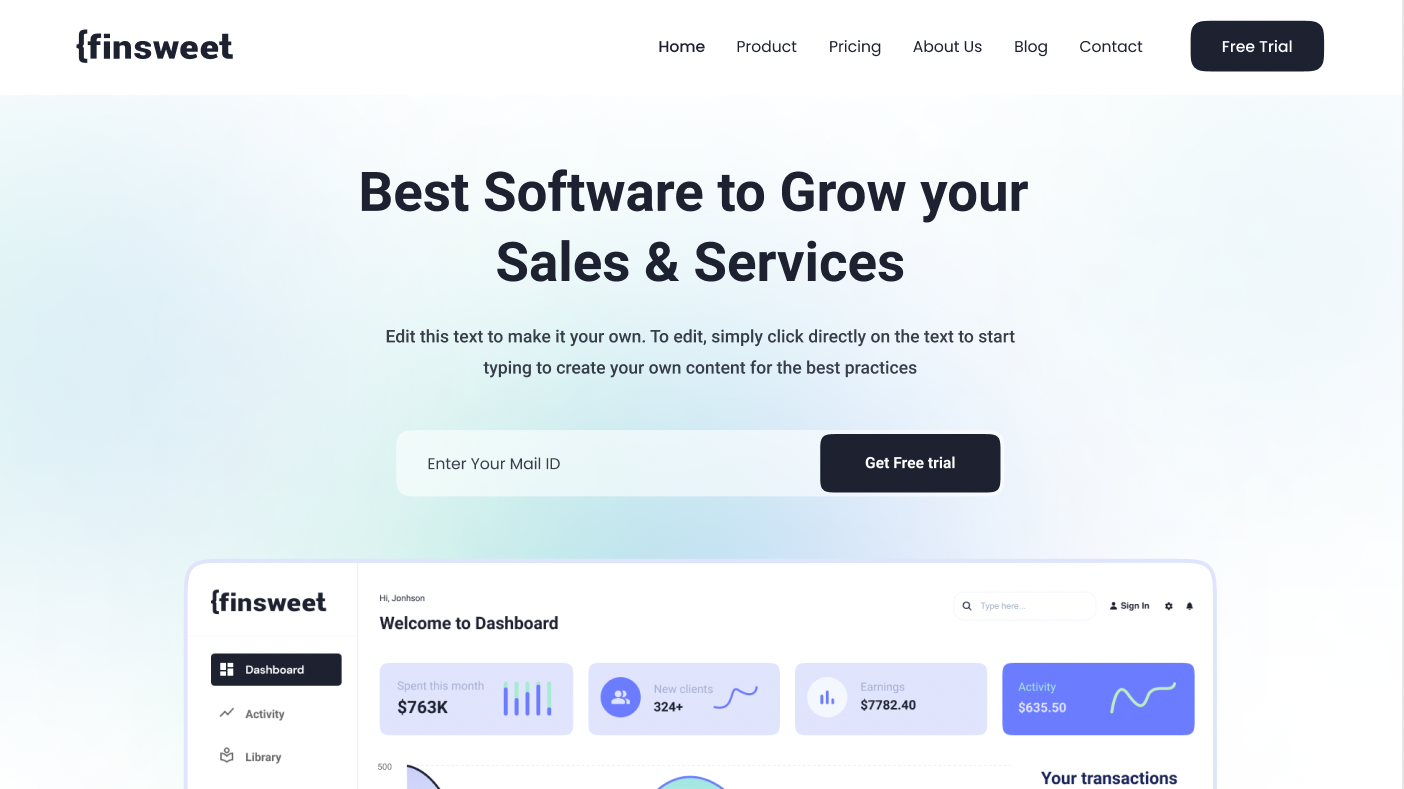 {finsweet
Home Product Pricing About Us Blog Contact Free Trial
Best Software to Grow your
Sales & Services
Edit this text to make it your own. To edit, simply click directly on the text to start
typing to create your own content for the best practices
Enter Your Mail ID
Get Free trial
{finsweet
Hi, Jonhson
Welcome to Dashboard
Type here...
Sign In
Dashboard
Activity
Library
Spent this month
$763K
New clients
324+
Earnings
$7782.40
Activity
$635.50
500
Your transactions